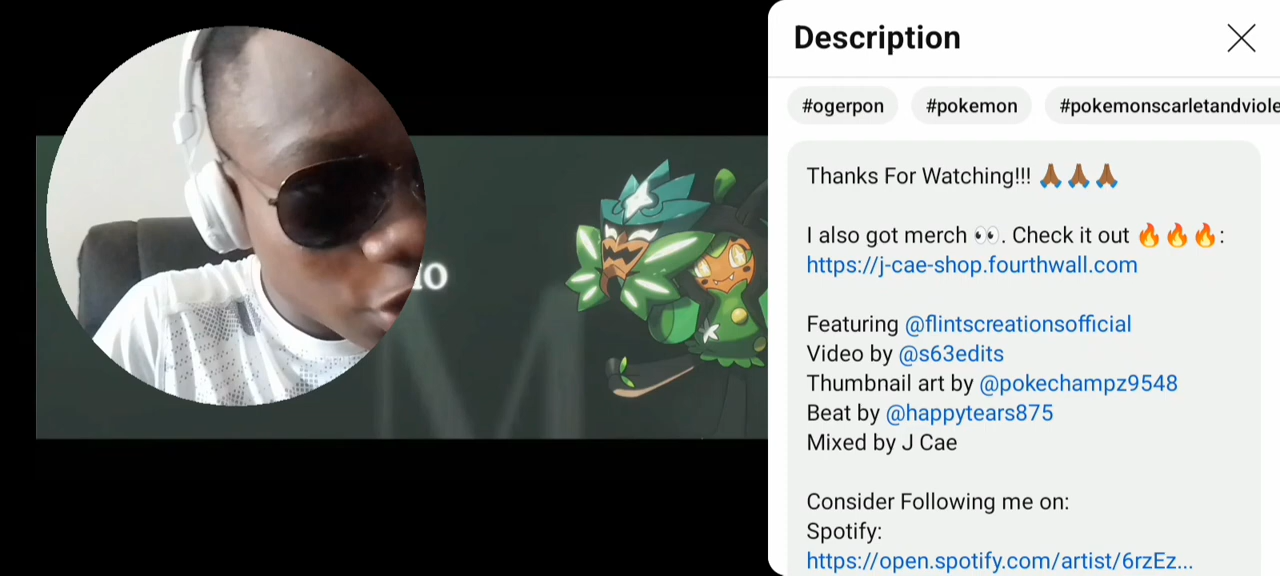 Description
#ogerpon #pokemon #pokemonscarletandviole
Thanks For Watching!!! 🙏🏾🙏🏾🙏🏾
I also got merch 👀. Check it out 🔥🔥🔥:
https://j-cae-shop.fourthwall.com
Featuring @flintscreationsofficial
Video by @s63edits
Thumbnail art by @pokechampz9548
Beat by @happytears875
Mixed by J Cae
Consider Following me on:
Spotify:
https://open.spotify.com/artist/6rzEz...